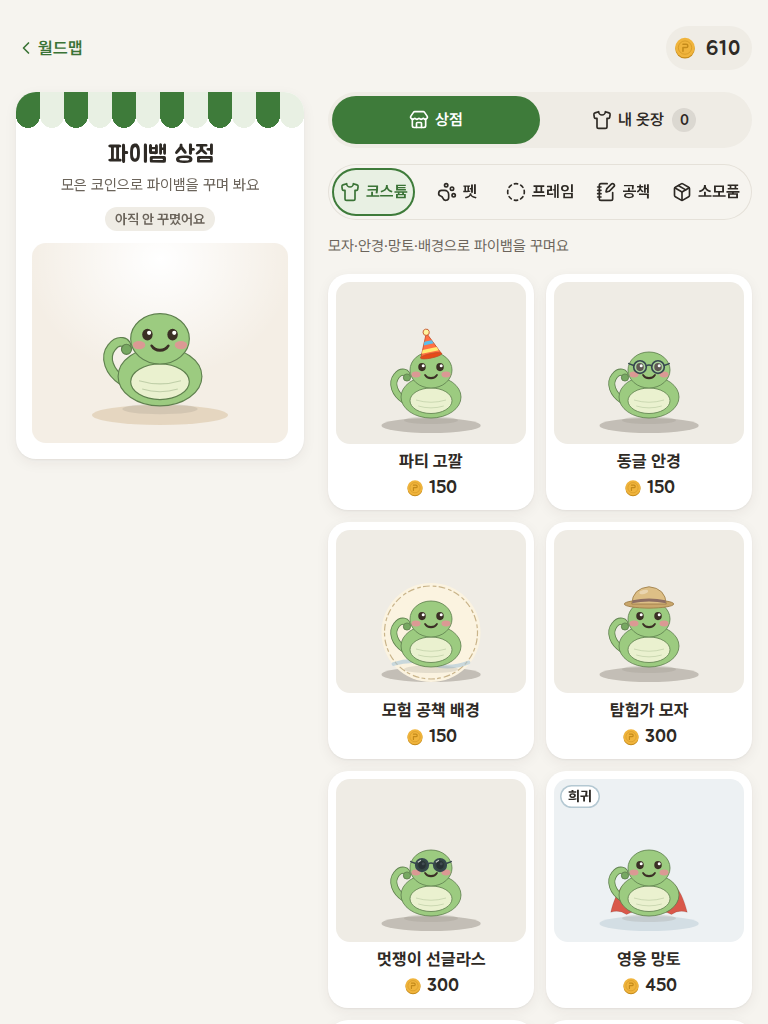 월드맵
610
파이뱀 상점
모은 코인으로 파이뱀을 꾸며 봐요
아직 안 꾸몄어요
상점
내 옷장 0
코스튬
펫
프레임
공책
소모품
모자·안경·망토·배경으로 파이뱀을 꾸며요
파티 고깔
150
동글 안경
150
모험 공책 배경
150
탐험가 모자
300
멋쟁이 선글라스
300
희귀
영웅 망토
450